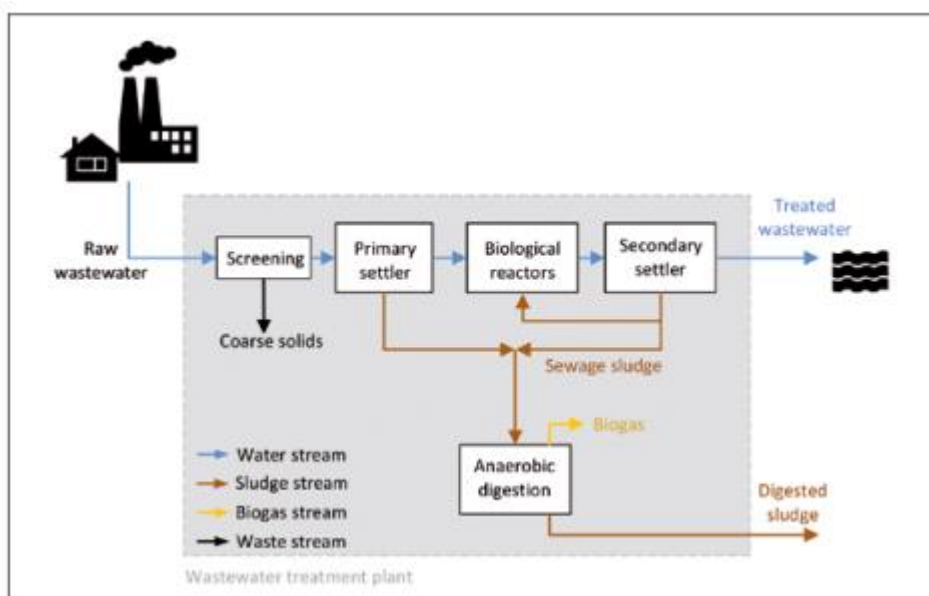 Raw
wastewater
Screening
Coarse solids
Primary
settler
Biological
reactors
Secondary
settler
Treated
wastewater
Sewage sludge
Biogas
Anaerobic
digestion
Digested
sludge
Water stream
Sludge stream
Biogas stream
Waste stream
Wastewater treatment plant